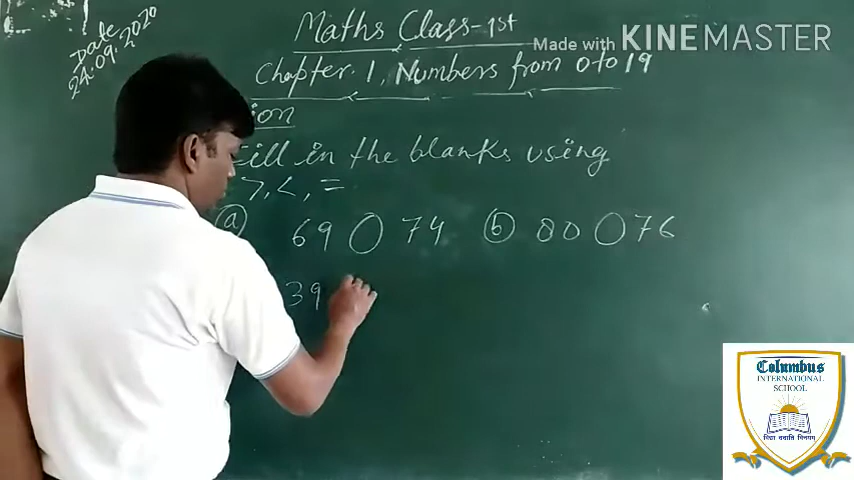 Date
24.09.2020
Maths Class-1st
Made with KINEMASTER
Chapter. 1, Numbers from 0 to 19
ion
ill in the blanks using
>, <, =
(a) 69 ○ 74 (b) 80 ○ 76
39
Columbus
INTERNATIONAL
SCHOOL